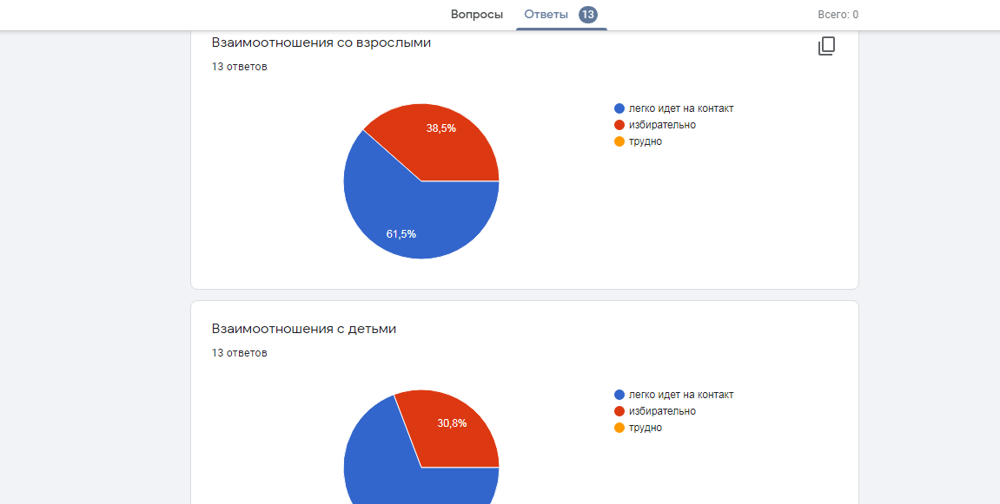 Вопросы
Ответы 13
Всего: 0
Взаимоотношения со взрослыми
13 ответов
легко идет на контакт
избирательно
трудно
38,5%
61,5%
Взаимоотношения с детьми
13 ответов
легко идет на контакт
избирательно
трудно
30,8%